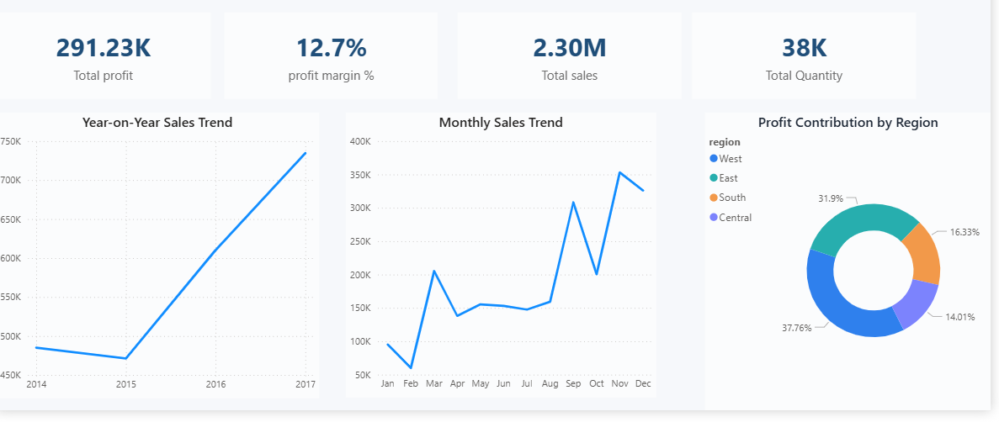 291.23K
Total profit
12.7%
profit margin %
2.30M
Total sales
38K
Total Quantity
Year-on-Year Sales Trend
750K
700K
650K
600K
550K
500K
450K
2014 2015 2016 2017
Monthly Sales Trend
400K
350K
300K
250K
200K
150K
100K
50K
Jan Feb Mar Apr May Jun Jul Aug Sep Oct Nov Dec
Profit Contribution by Region
region
West
East
South
Central
31.9%
16.33%
14.01%
37.76%